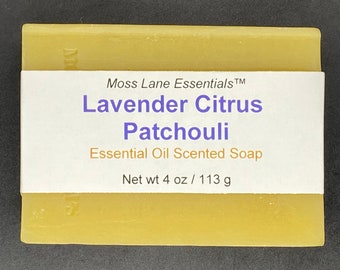 Moss Lane Essentials™
Lavender Citrus
Patchouli
Essential Oil Scented Soap
Net wt 4 oz / 113 g